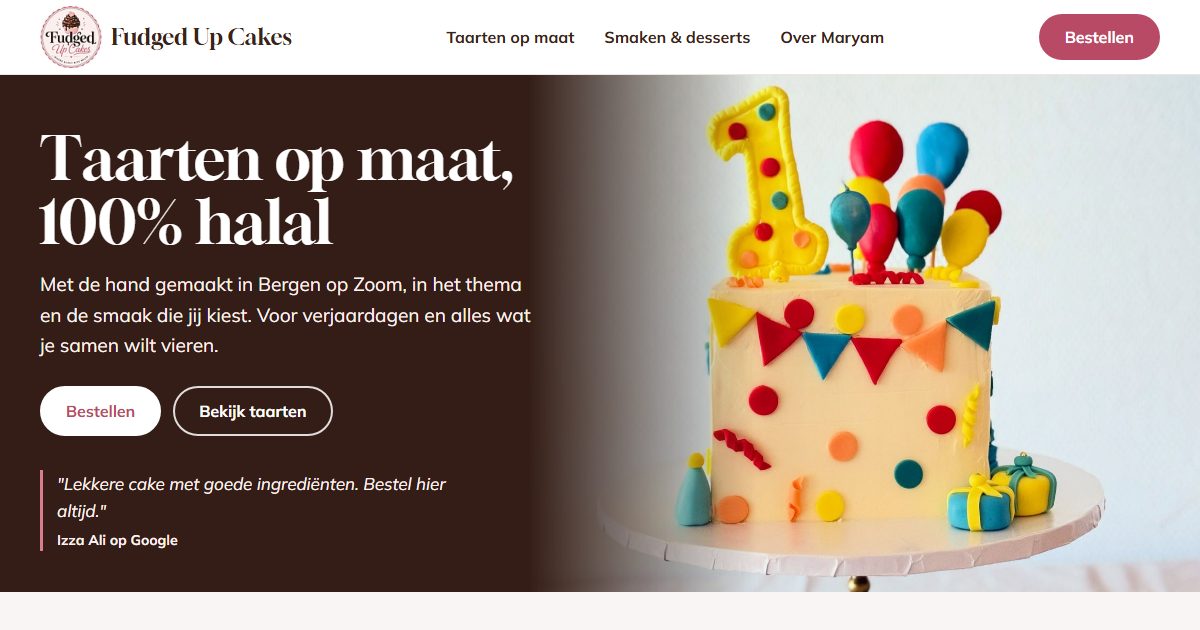 Fudged
Up Cakes
Fudged Up Cakes
Taarten op maat
Smaken & desserts
Over Maryam
Bestellen
Taarten op maat,
100% halal
Met de hand gemaakt in Bergen op Zoom, in het thema
en de smaak die jij kiest. Voor verjaardagen en alles wat
je samen wilt vieren.
Bestellen
Bekijk taarten
"Lekkere cake met goede ingrediënten. Bestel hier
altijd."
Izza Ali op Google
1